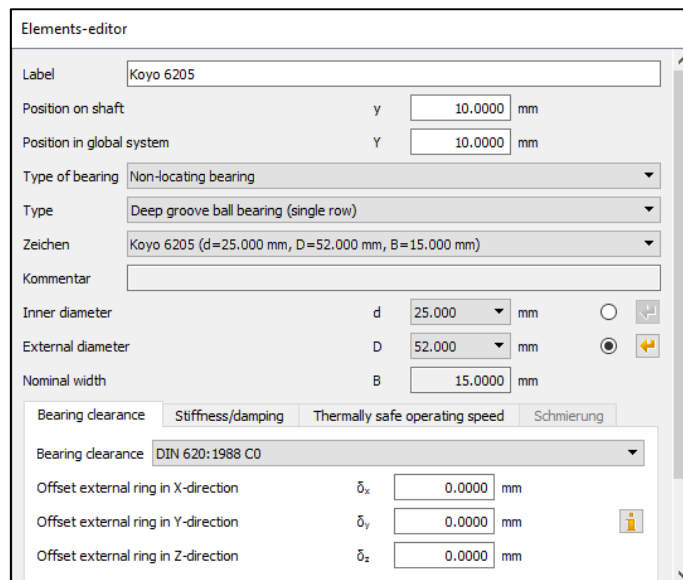 Elements-editor
Label Koyo 6205
Position on shaft y 10.0000 mm
Position in global system Y 10.0000 mm
Type of bearing Non-locating bearing
Type Deep groove ball bearing (single row)
Zeichen Koyo 6205 (d=25.000 mm, D=52.000 mm, B=15.000 mm)
Kommentar
Inner diameter d 25.000 mm
External diameter D 52.000 mm
Nominal width B 15.0000 mm
Bearing clearance Stiffness/damping Thermally safe operating speed Schmierung
Bearing clearance DIN 620:1988 C0
Offset external ring in X-direction δx 0.0000 mm
Offset external ring in Y-direction δy 0.0000 mm
Offset external ring in Z-direction δz 0.0000 mm